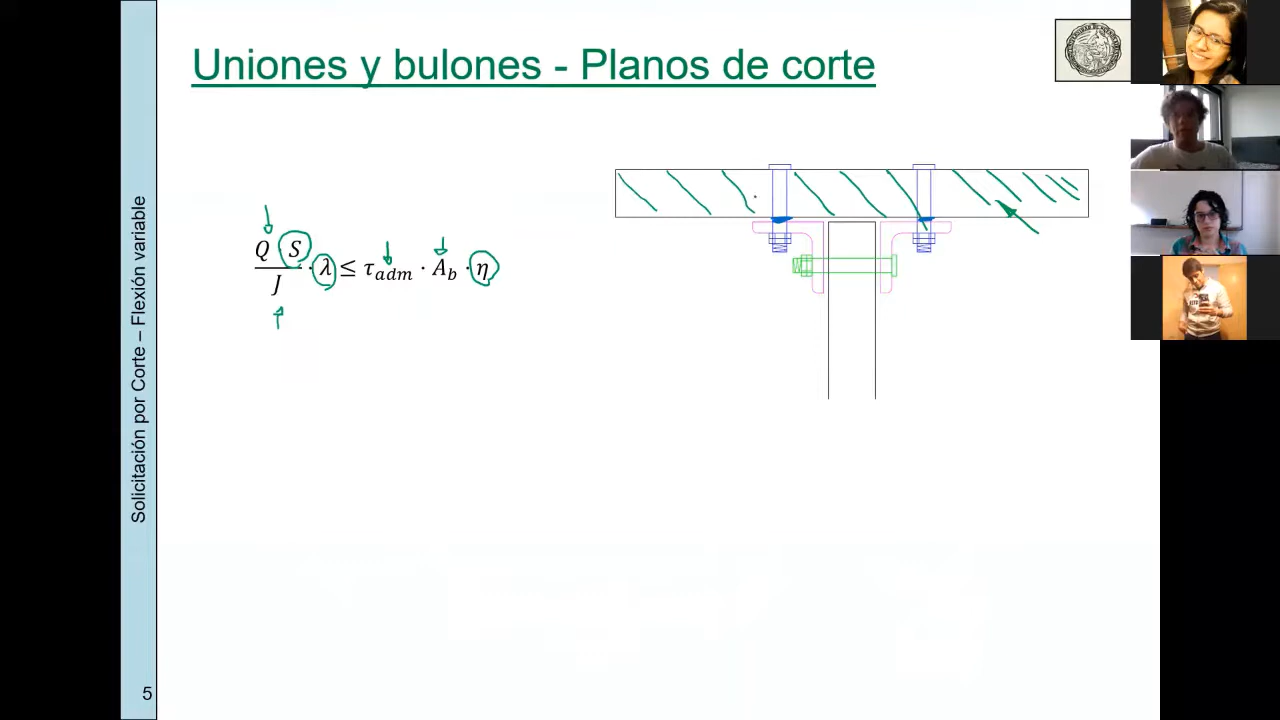 Uniones y bulones - Planos de corte
Q S / J · λ ≤ τadm · Ab · η
Solicitación por Corte – Flexión variable
5